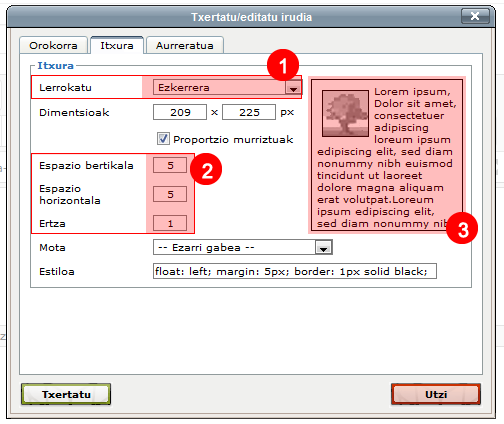 Txertatu/editatu irudia
Orokorra Itxura Aurreratua
Itxura
1
Lerrokatu Ezkerrera
Dimentsioak 209 x 225 px
Proportzio murriztuak
Espazio bertikala 5
2
Espazio
horizontala 5
Ertza 1
Lorem ipsum,
Dolor sit amet,
consectetuer
adipiscing
loreum ipsum
edipiscing elit, sed diam
nonummy nibh euismod
tincidunt ut laoreet
dolore magna aliquam
erat volutpat.Loreum
ipsum edipiscing elit,
sed diam nonummy
3
Mota -- Ezarri gabea --
Estiloa float: left; margin: 5px; border: 1px solid black;
Txertatu Utzi